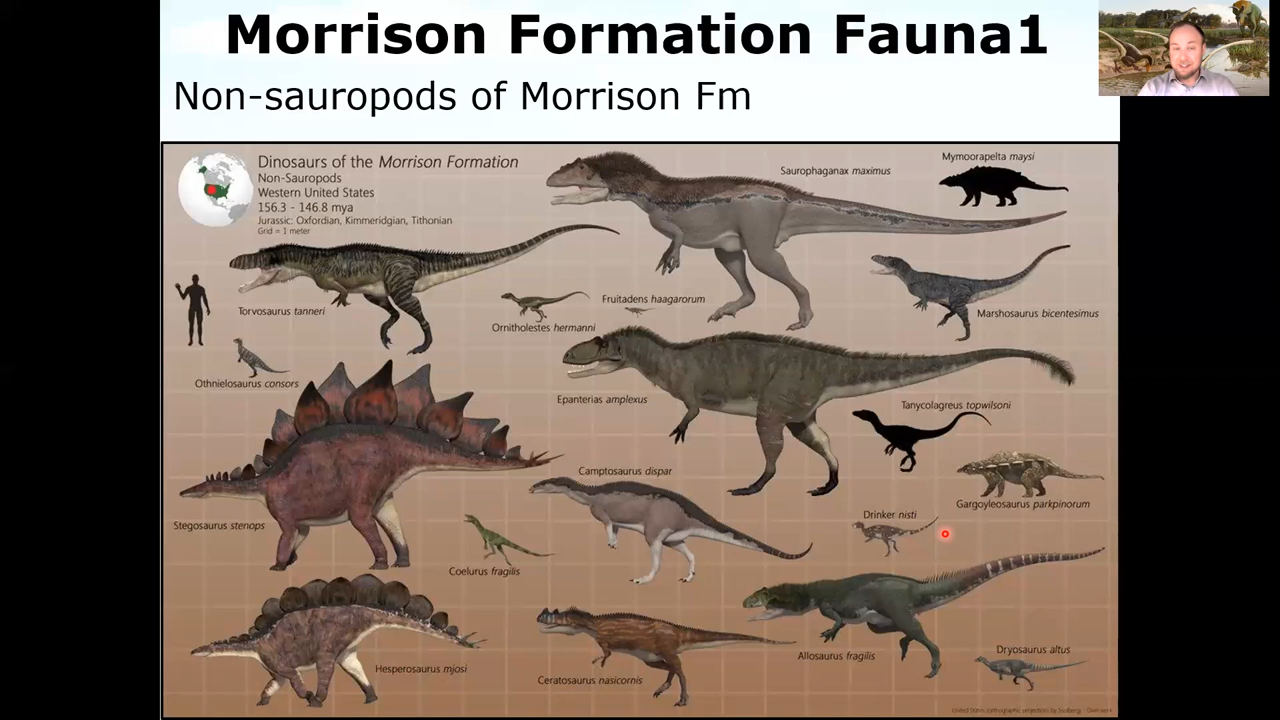 Morrison Formation Fauna1
Non-sauropods of Morrison Fm
Dinosaurs of the Morrison Formation
Non-Sauropods
Western United States
156.3 - 146.8 mya
Jurassic: Oxfordian, Kimmeridgian, Tithonian
Grid = 1 meter
Saurophaganax maximus
Mymoorapelta maysi
Torvosaurus tanneri
Ornitholestes hermanni
Fruitadens haagarorum
Marshosaurus bicentesimus
Othnielosaurus consors
Epanterias amplexus
Tanycolagreus topwilsoni
Camptosaurus dispar
Gargoyleosaurus parkpinorum
Stegosaurus stenops
Drinker nisti
Coelurus fragilis
Hesperosaurus mjosi
Ceratosaurus nasicornis
Allosaurus fragilis
Dryosaurus altus